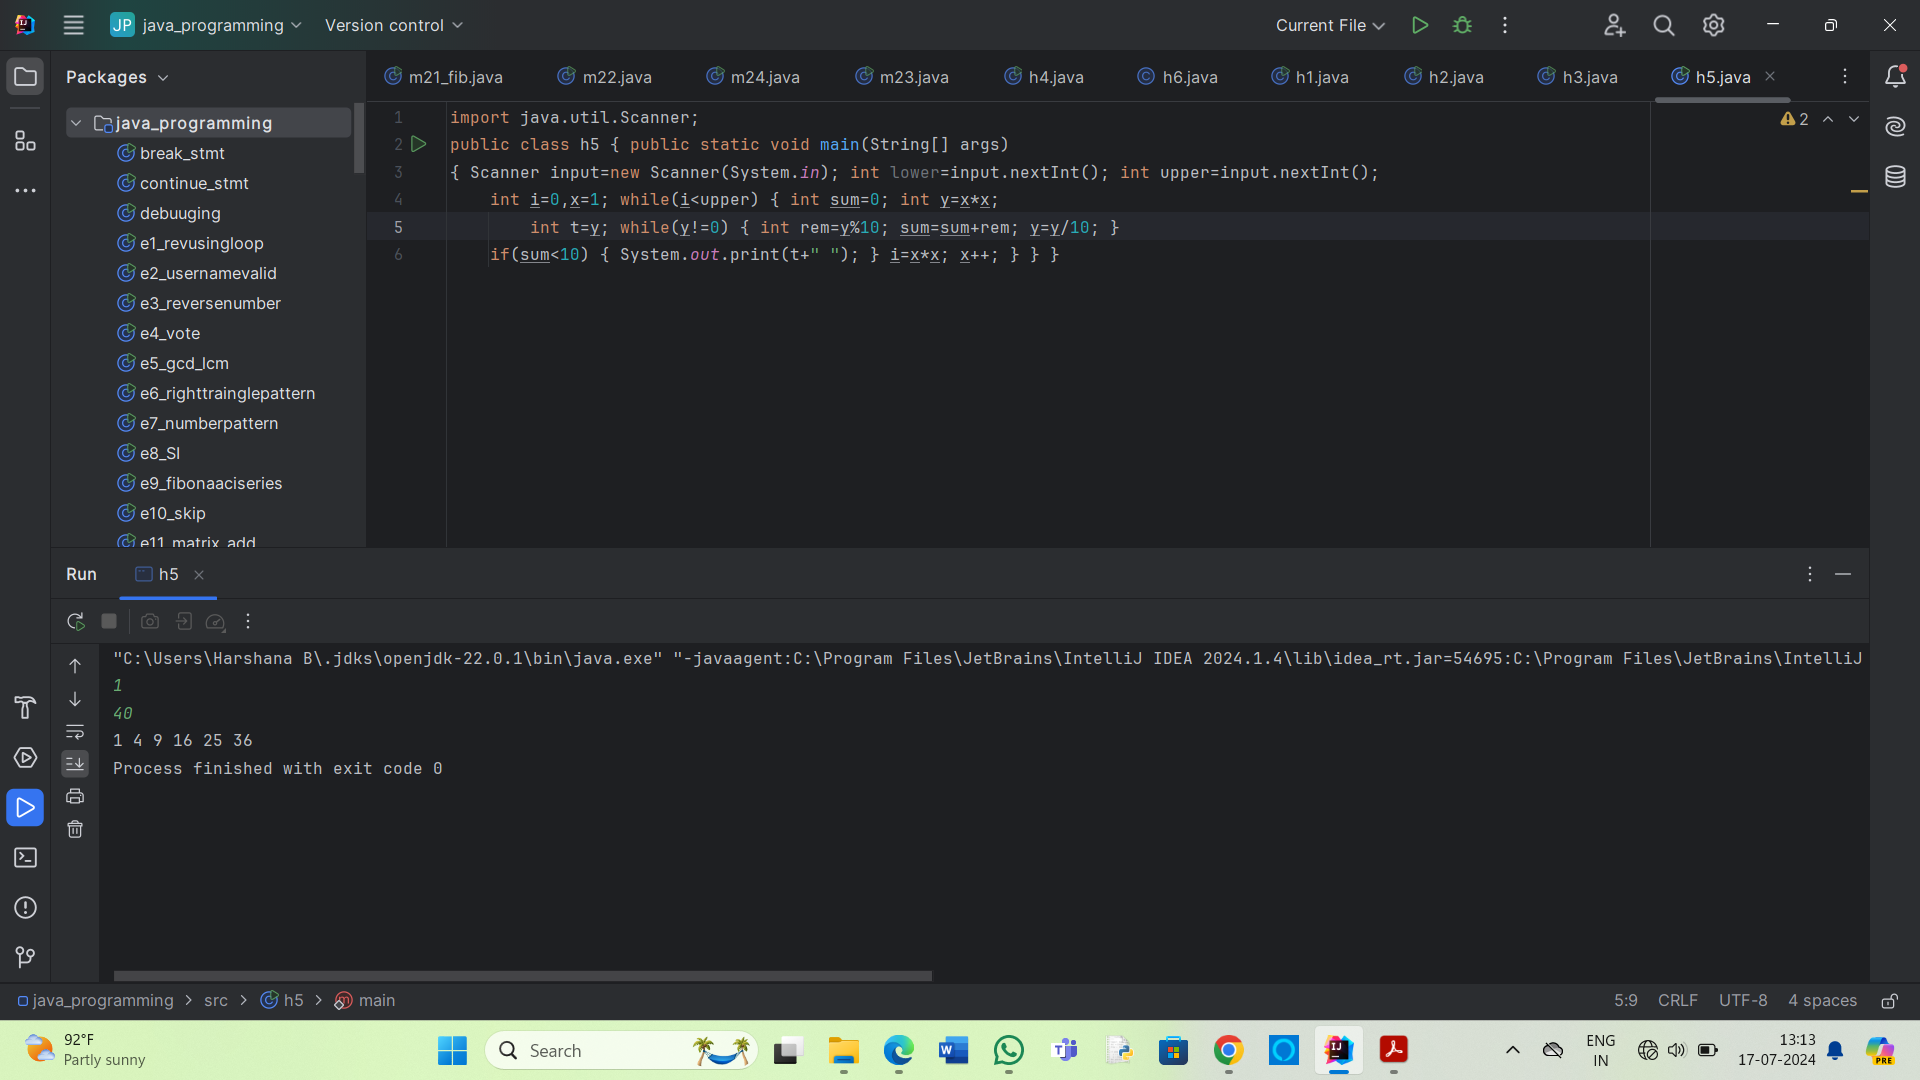 JP java_programming Version control Current File
Packages m21_fib.java m22.java m24.java m23.java h4.java h6.java h1.java h2.java h3.java h5.java
java_programming
break_stmt
continue_stmt
debuuging
e1_revusingloop
e2_usernamevalid
e3_reversenumber
e4_vote
e5_gcd_lcm
e6_righttrainglepattern
e7_numberpattern
e8_SI
e9_fibonaaciseries
e10_skip
e11_matrix_add
1 import java.util.Scanner; 2
2 public class h5 { public static void main(String[] args)
3 { Scanner input=new Scanner(System.in); int lower=input.nextInt(); int upper=input.nextInt();
4 int i=0,x=1; while(i<upper) { int sum=0; int y=x*x;
5 int t=y; while(y!=0) { int rem=y%10; sum=sum+rem; y=y/10; }
6 if(sum<10) { System.out.print(t+" "); } i=x*x; x++; } } }
Run h5
"C:\Users\Harshana B\.jdks\openjdk-22.0.1\bin\java.exe" "-javaagent:C:\Program Files\JetBrains\IntelliJ IDEA 2024.1.4\lib\idea_rt.jar=54695:C:\Program Files\JetBrains\IntelliJ
1
40
1 4 9 16 25 36
Process finished with exit code 0
java_programming > src > h5 > main 5:9 CRLF UTF-8 4 spaces
92°F
Partly sunny
Search
ENG
IN
13:13
17-07-2024
PRE